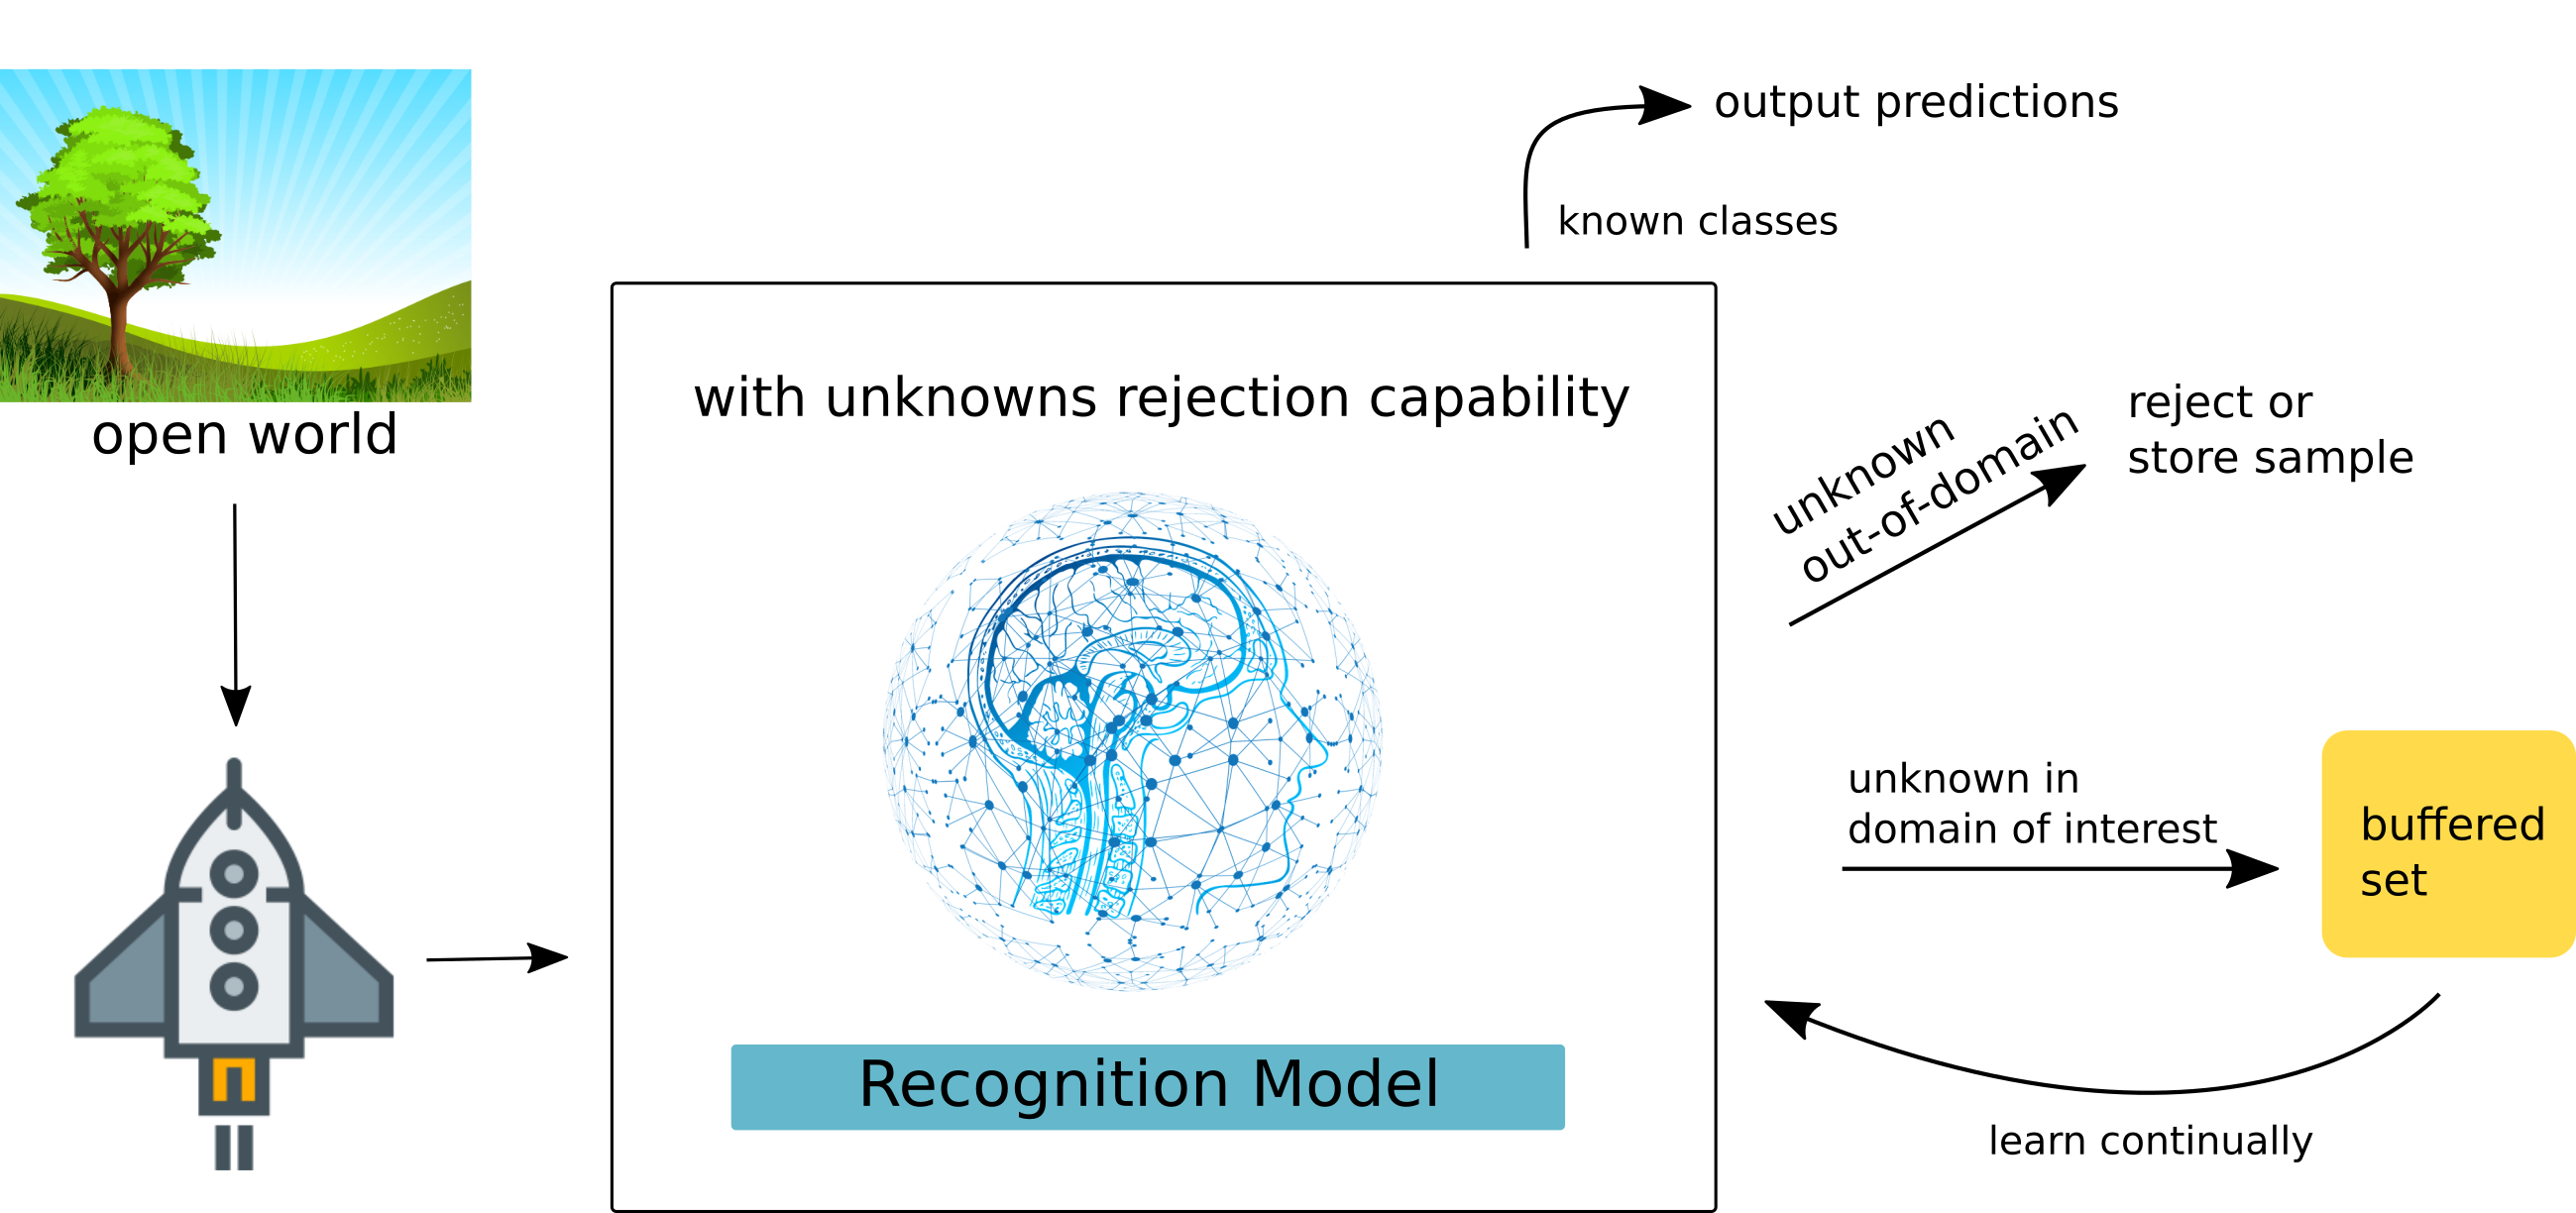 open world
with unknowns rejection capability
Recognition Model
output predictions
known classes
unknown
out-of-domain
reject or
store sample
unknown in
domain of interest
buffered
set
learn continually